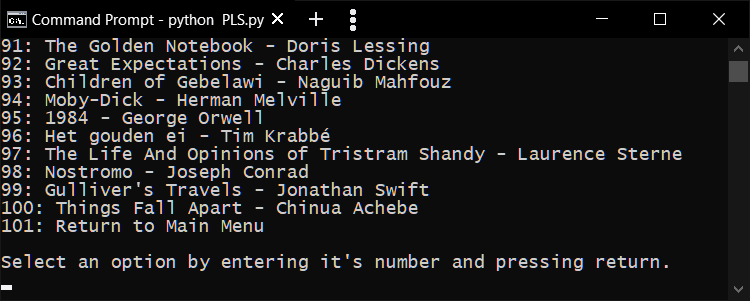 Command Prompt - python PLS.py
91: The Golden Notebook - Doris Lessing
92: Great Expectations - Charles Dickens
93: Children of Gebelawi - Naguib Mahfouz
94: Moby-Dick - Herman Melville
95: 1984 - George Orwell
96: Het gouden ei - Tim Krabbé
97: The Life And Opinions of Tristram Shandy - Laurence Sterne
98: Nostromo - Joseph Conrad
99: Gulliver's Travels - Jonathan Swift
100: Things Fall Apart - Chinua Achebe
101: Return to Main Menu
Select an option by entering it's number and pressing return.